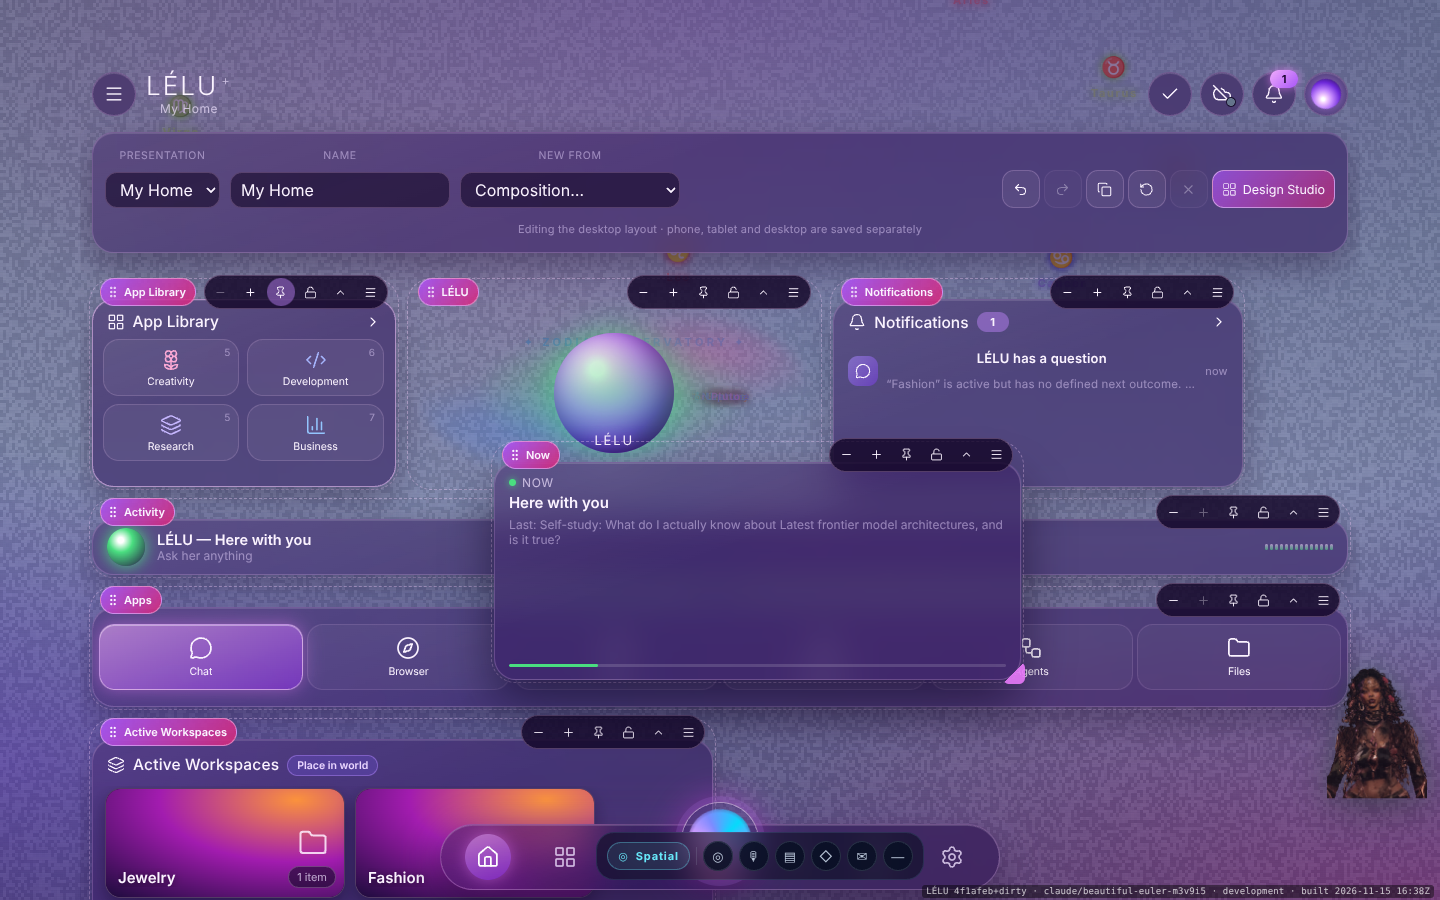 LÉLU
My Home
1
PRESENTATION
NAME
NEW FROM
My Home
My Home
Composition...
Design Studio
Editing the desktop layout · phone, tablet and desktop are saved separately
App Library
LÉLU
Notifications
App Library
Notifications 1
5
Creativity
6
Development
5
Research
7
Business
LÉLU
LÉLU has a question
“Fashion” is active but has no defined next outcome. ...
now
Now
NOW
Here with you
Last: Self-study: What do I actually know about Latest frontier model architectures, and
is it true?
Activity
LÉLU — Here with you
Ask her anything
Apps
Chat
Browser
gents
Files
Active Workspaces
Active Workspaces
Place in world
Jewelry
1 item
Fashion
Spatial
LÉLU 4f1afeb+dirty · claude/beautiful-euler-m3v9i5 · development · built 2026-11-15 16:38Z